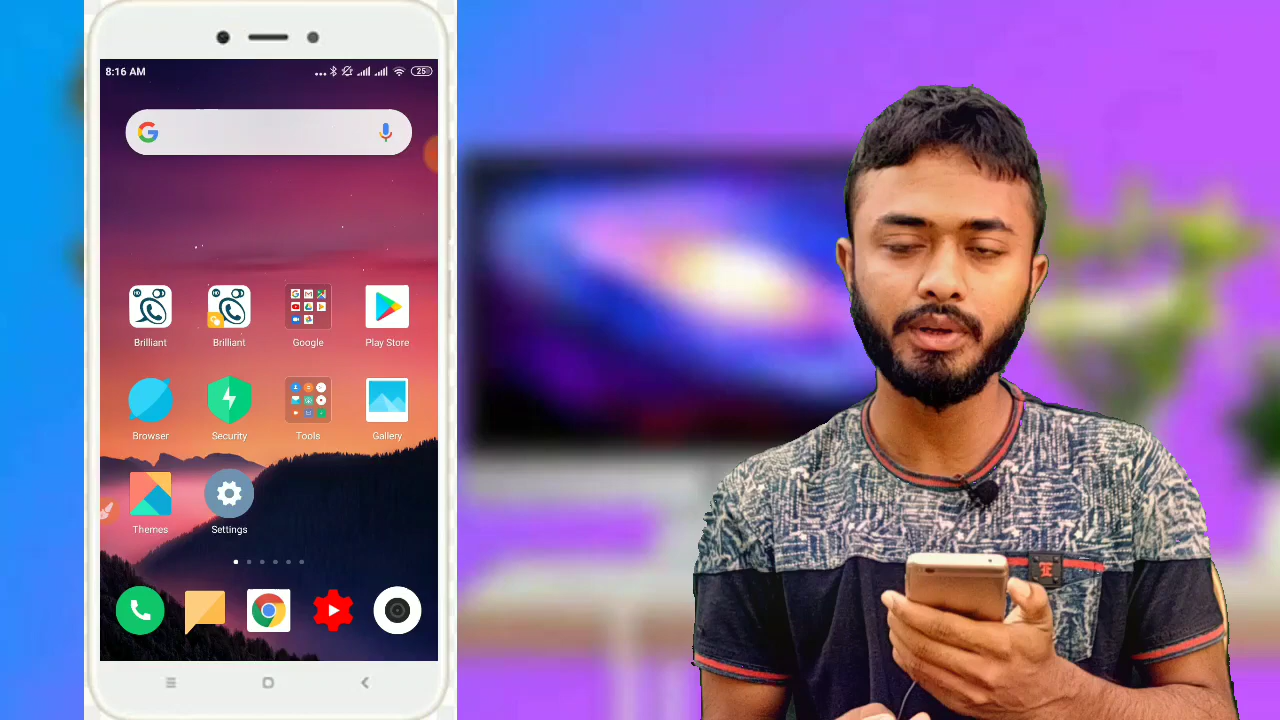 8:16 AM
25
Brilliant
Brilliant
Google
Play Store
Browser
Security
Tools
Gallery
Themes
Settings